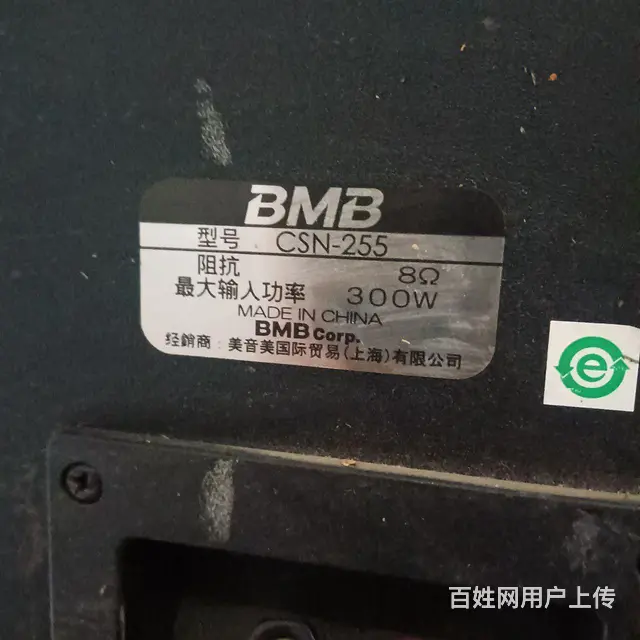 BMB
型号 CSN-255
阻抗 8Ω
最大输入功率 300W
MADE IN CHINA
BMB Corp.
经銷商：美音美国际贸易(上海)有限公司
e
百姓网用户上传